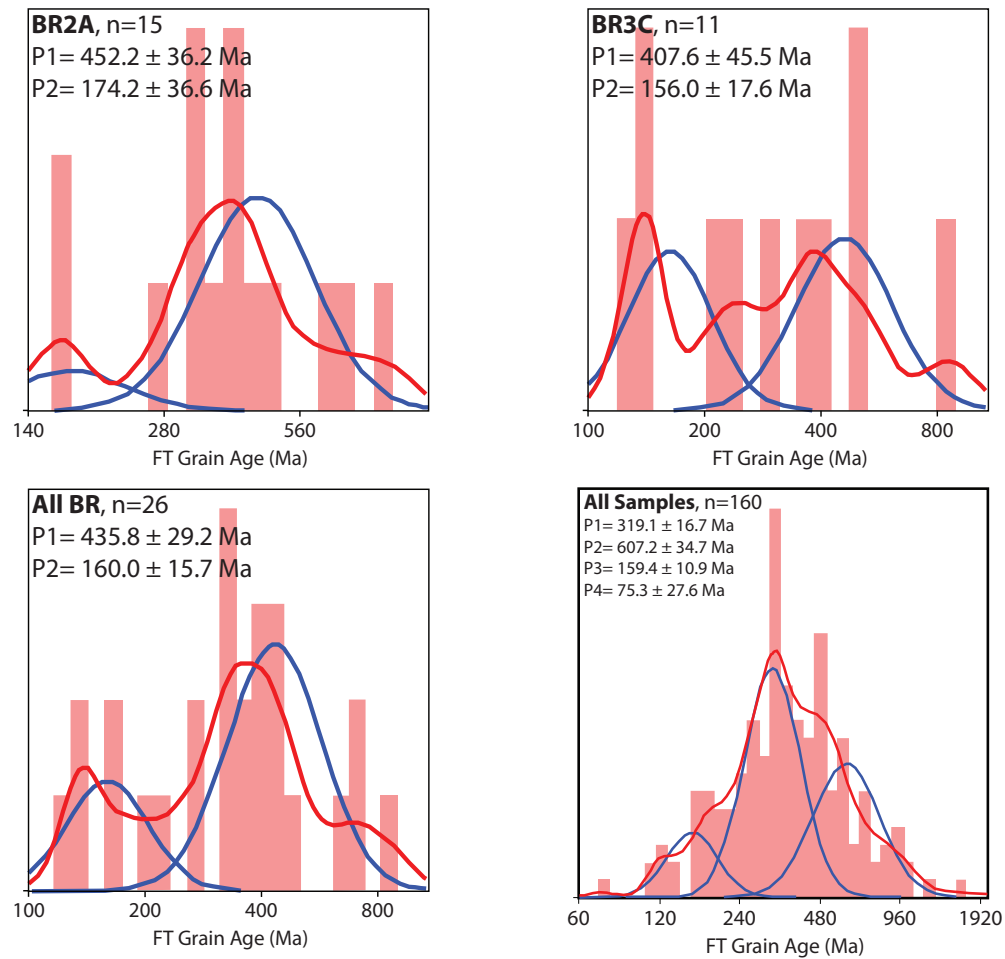 BR2A, n=15
P1= 452.2 ± 36.2 Ma
P2= 174.2 ± 36.6 Ma
140 280 560
FT Grain Age (Ma)
BR3C, n=11
P1= 407.6 ± 45.5 Ma
P2= 156.0 ± 17.6 Ma
100 200 400 800
FT Grain Age (Ma)
All BR, n=26
P1= 435.8 ± 29.2 Ma
P2= 160.0 ± 15.7 Ma
100 200 400 800
FT Grain Age (Ma)
All Samples, n=160
P1= 319.1 ± 16.7 Ma
P2= 607.2 ± 34.7 Ma
P3= 159.4 ± 10.9 Ma
P4= 75.3 ± 27.6 Ma
60 120 240 480 960 1920
FT Grain Age (Ma)